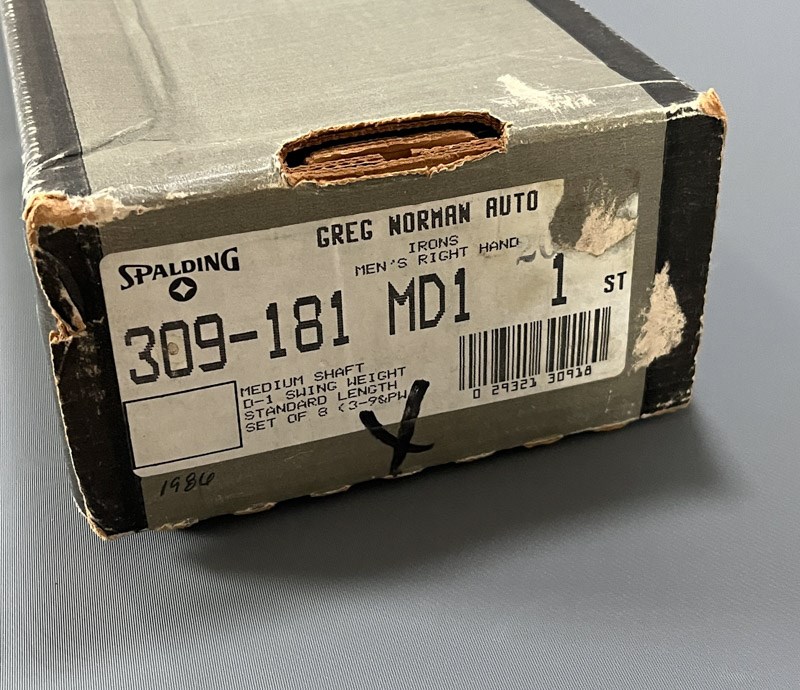 GREG NORMAN AUTO
IRONS
MEN'S RIGHT HAND
SPALDING
309-181 MD1 1 ST
MEDIUM SHAFT
D-1 SWING WEIGHT
STANDARD LENGTH
SET OF 8 (3-9&PW
0 29321 30918
1986